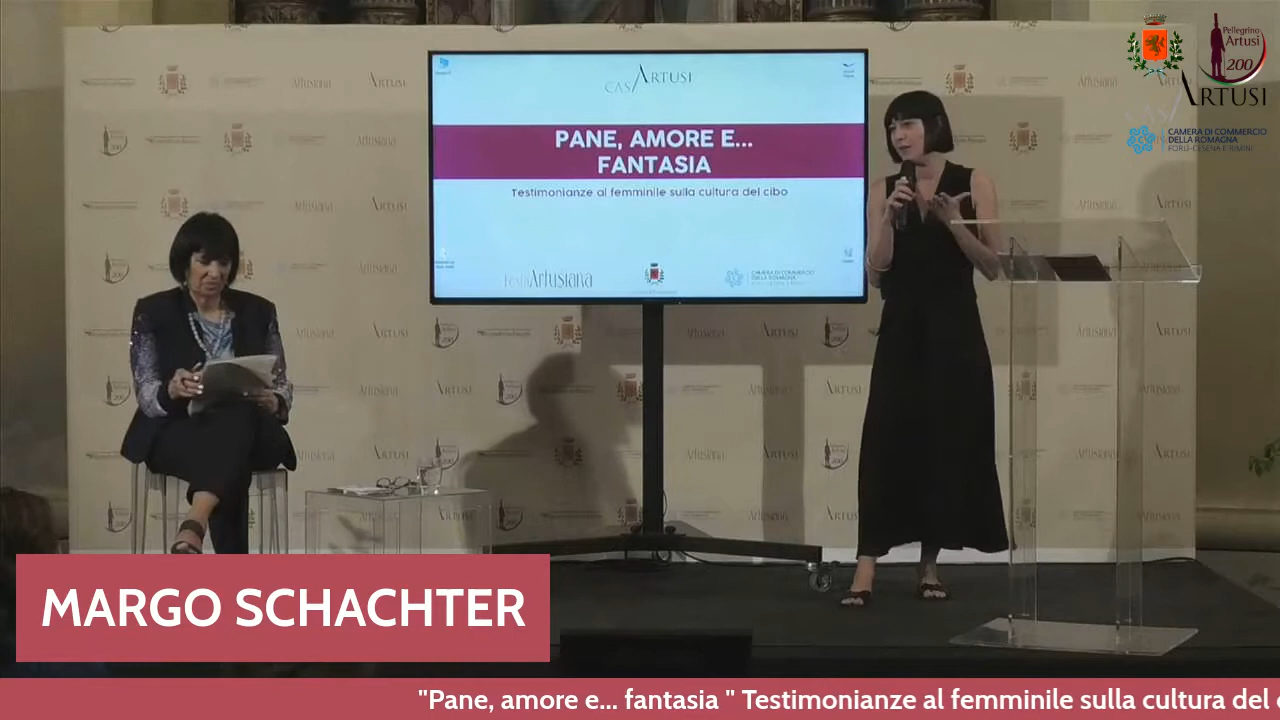 CASARTUSI
PANE, AMORE E...
FANTASIA
Testimonianze al femminile sulla cultura del cibo
festaArtusiana
CAMERA DI COMMERCIO
DELLA ROMAGNA
Pellegrino
Artusi
200
CASARTUSI
CAMERA DI COMMERCIO
DELLA ROMAGNA
FORLÌ-CESENA E RIMINI
MARGO SCHACHTER
"Pane, amore e... fantasia " Testimonianze al femminile sulla cultura del